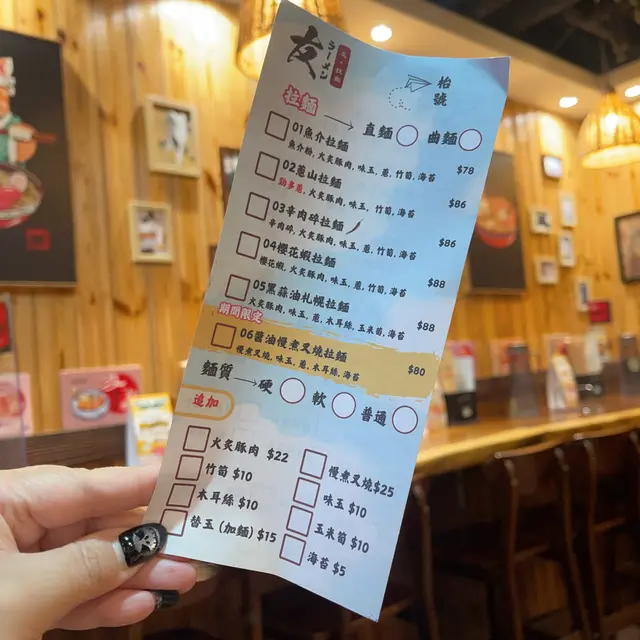 友
ラーメン
枱號
拉麵 → 直麵 曲麵
01魚介拉麵 $78
魚介粉, 大炙豚肉, 味玉, 蔥, 竹筍, 海苔
02蔥山拉麵 $86
勁多蔥, 火炙豚肉, 味玉, 竹筍, 海苔
03辛肉碎拉麵 $86
辛肉碎, 火炙豚肉, 味玉, 蔥, 竹筍, 海苔
04櫻花蝦拉麵 $88
櫻花蝦, 火炙豚肉, 味玉, 蔥, 竹筍, 海苔
05黑蒜油札幌拉麵 $88
火炙豚肉, 味玉, 蔥, 木耳絲, 玉米筍, 海苔
期間限定
06醬油慢煮叉燒拉麵 $80
慢煮叉燒, 味玉, 蔥, 木耳絲, 海苔
麵質 → 硬 軟 普通
追加
火炙豚肉 $22
竹筍 $10
木耳絲 $10
替玉 (加麵) $15
慢煮叉燒$25
味玉 $10
玉米筍 $10
海苔 $5